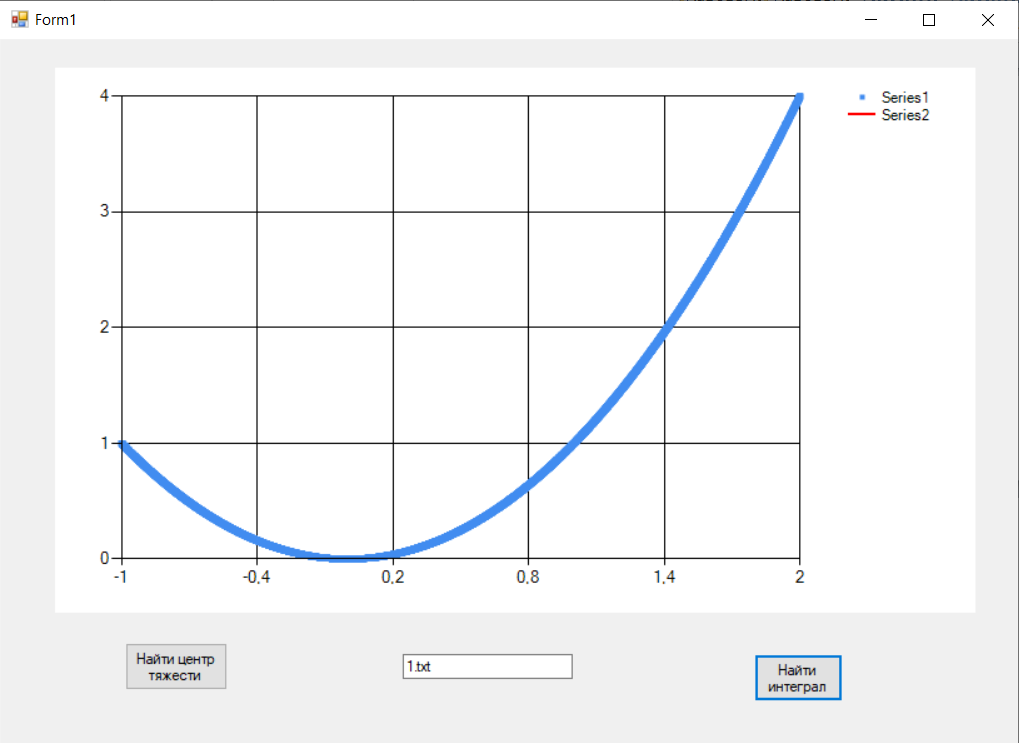 Form1
4
3
2
1
0
-1 -0,4 0,2 0,8 1,4 2
Series1
Series2
Найти центр
тяжести
1.txt
Найти
интеграл